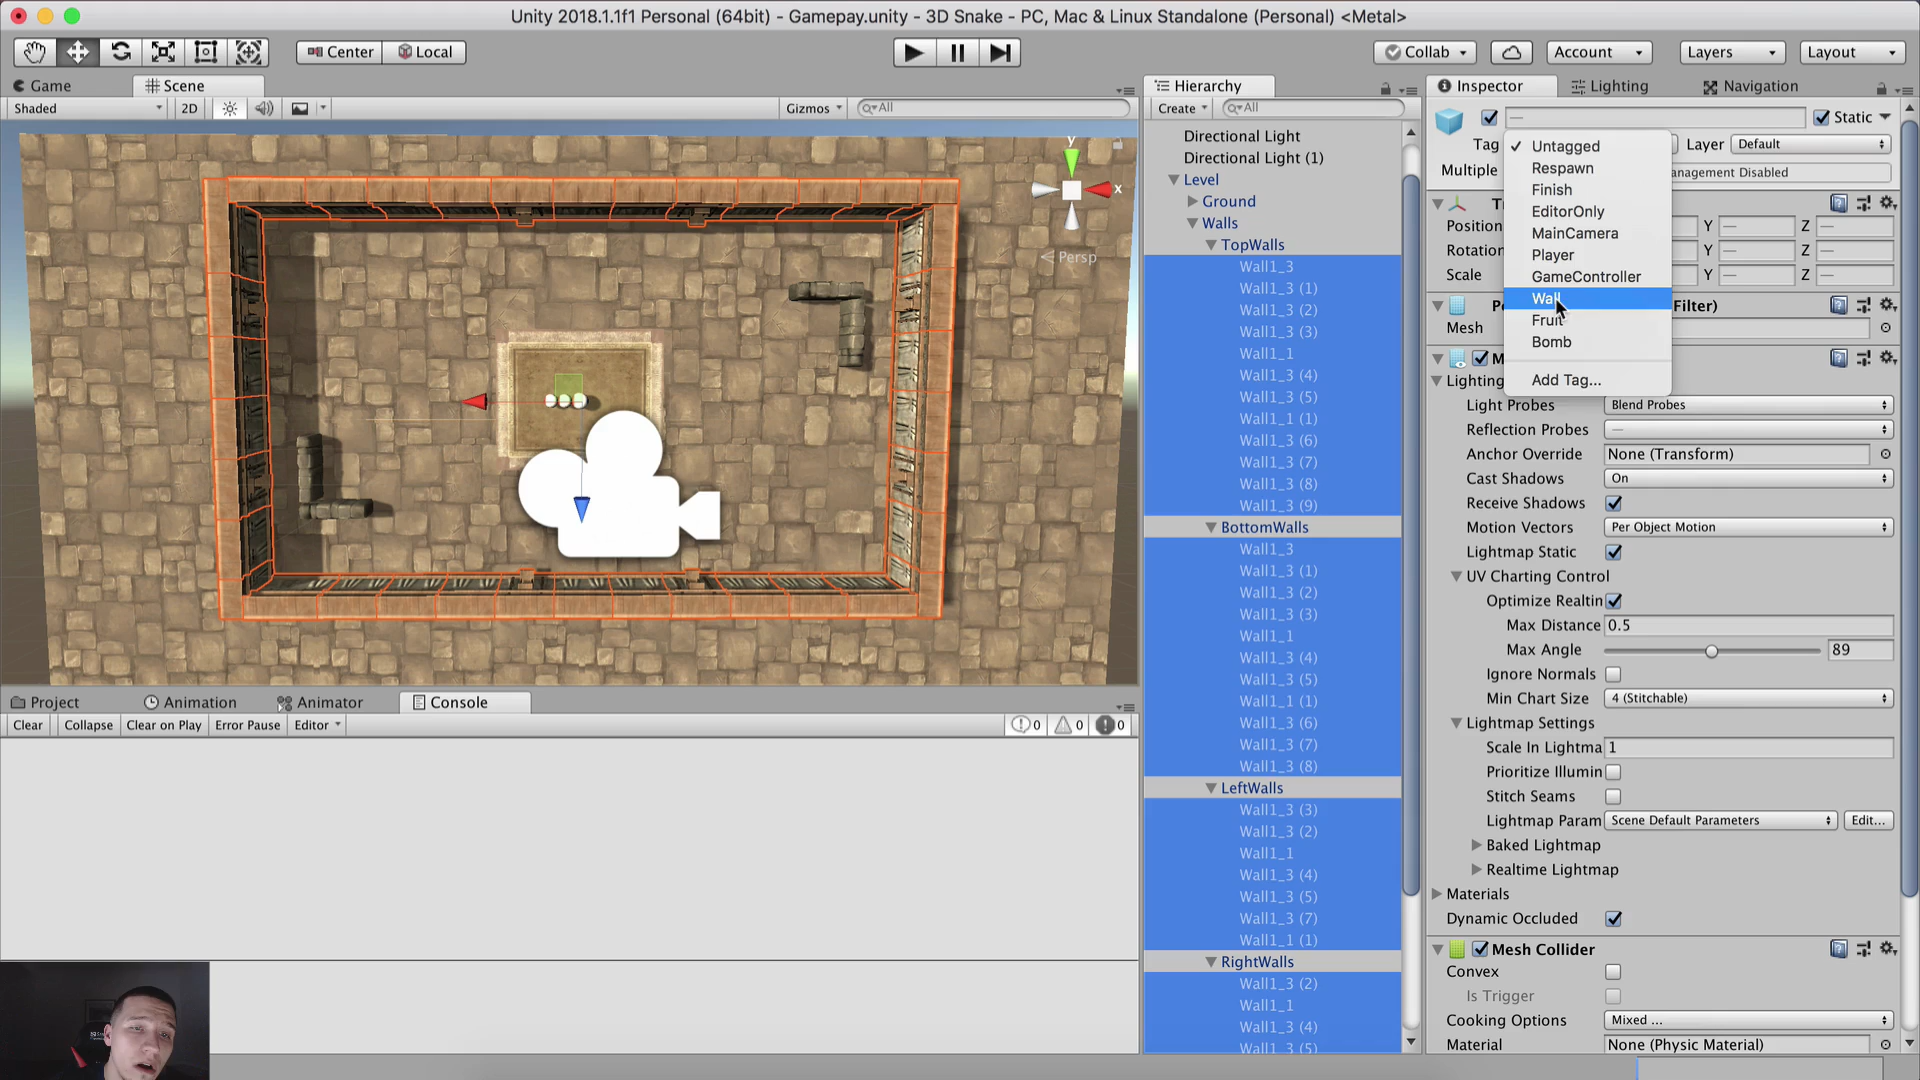 Unity 2018.1.1f1 Personal (64bit) - Gamepay.unity - 3D Snake - PC, Mac & Linux Standalone (Personal) <Metal>
Center Local Collab Account Layers Layout
Game Scene
Shaded 2D Gizmos All
y
x
Persp
Hierarchy
Create All
Directional Light
Directional Light (1)
Level
Ground
Walls
TopWalls
Wall1_3
Wall1_3 (1)
Wall1_3 (2)
Wall1_3 (3)
Wall1_1
Wall1_3 (4)
Wall1_3 (5)
Wall1_1 (1)
Wall1_3 (6)
Wall1_3 (7)
Wall1_3 (8)
Wall1_3 (9)
BottomWalls
Wall1_3
Wall1_3 (1)
Wall1_3 (2)
Wall1_3 (3)
Wall1_1
Wall1_3 (4)
Wall1_3 (5)
Wall1_1 (1)
Wall1_3 (6)
Wall1_3 (7)
Wall1_3 (8)
LeftWalls
Wall1_3 (3)
Wall1_3 (2)
Wall1_1
Wall1_3 (4)
Wall1_3 (5)
Wall1_3 (7)
Wall1_1 (1)
RightWalls
Wall1_3 (2)
Wall1_1
Wall1_3 (4)
Wall1_3 (5)
Inspector Lighting Navigation
— Static
Tag Layer Default
Multiple anagement Disabled
Untagged
Respawn
Finish
EditorOnly
MainCamera
Player
GameController
Wall
Fruit
Bomb
Add Tag...
Position Y — Z —
Rotation Y — Z —
Scale Y — Z —
Filter)
Mesh
Lighting
Light Probes Blend Probes
Reflection Probes —
Anchor Override None (Transform)
Cast Shadows On
Receive Shadows
Motion Vectors Per Object Motion
Lightmap Static
UV Charting Control
Optimize Realtin
Max Distance 0.5
Max Angle 89
Ignore Normals
Min Chart Size 4 (Stitchable)
Lightmap Settings
Scale In Lightma 1
Prioritize Illumin
Stitch Seams
Lightmap Param Scene Default Parameters Edit...
Baked Lightmap
Realtime Lightmap
Materials
Dynamic Occluded
Mesh Collider
Convex
Is Trigger
Cooking Options Mixed ...
Material None (Physic Material)
Project Animation Animator Console
Clear Collapse Clear on Play Error Pause Editor 0 0 0